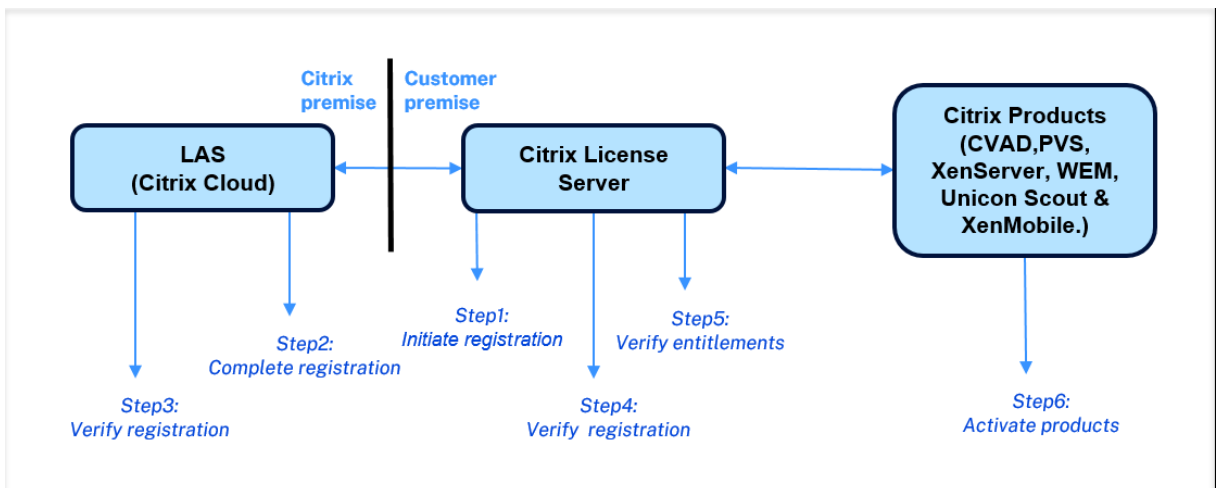 Citrix
premise
Customer
premise
LAS
(Citrix Cloud)
Citrix License
Server
Citrix Products
(CVAD,PVS,
XenServer, WEM,
Unicon Scout &
XenMobile.)
Step1:
Initiate registration
Step2:
Complete registration
Step3:
Verify registration
Step4:
Verify registration
Step5:
Verify entitlements
Step6:
Activate products